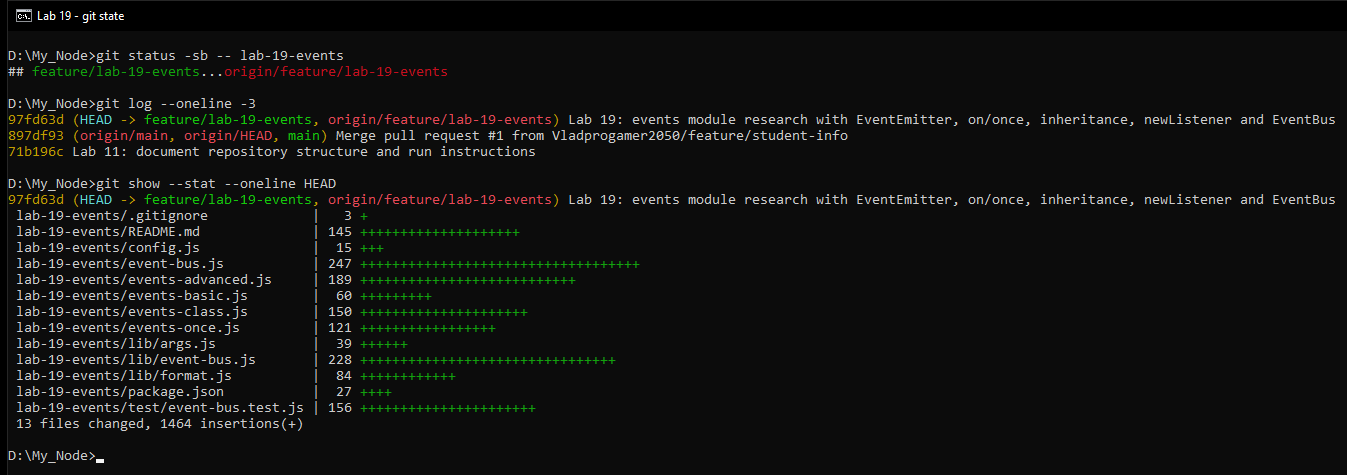 Lab 19 - git state
D:\My_Node>git status -sb -- lab-19-events
## feature/lab-19-events...origin/feature/lab-19-events
D:\My_Node>git log --oneline -3
97fd63d (HEAD -> feature/lab-19-events, origin/feature/lab-19-events) Lab 19: events module research with EventEmitter, on/once, inheritance, newListener and EventBus
897df93 (origin/main, origin/HEAD, main) Merge pull request #1 from Vladprogamer2050/feature/student-info
71b196c Lab 11: document repository structure and run instructions
D:\My_Node>git show --stat --oneline HEAD
97fd63d (HEAD -> feature/lab-19-events, origin/feature/lab-19-events) Lab 19: events module research with EventEmitter, on/once, inheritance, newListener and EventBus
 lab-19-events/.gitignore             |   3 +
 lab-19-events/README.md              | 145 ++++++++++++++++++++
 lab-19-events/config.js              |  15 +++
 lab-19-events/event-bus.js           | 247 +++++++++++++++++++++++++++++++++++
 lab-19-events/events-advanced.js     | 189 +++++++++++++++++++++++++++
 lab-19-events/events-basic.js        |  60 +++++++++
 lab-19-events/events-class.js        | 150 +++++++++++++++++++++
 lab-19-events/events-once.js         | 121 +++++++++++++++++
 lab-19-events/lib/args.js            |  39 ++++++
 lab-19-events/lib/event-bus.js       | 228 ++++++++++++++++++++++++++++++++
 lab-19-events/lib/format.js          |  84 ++++++++++++
 lab-19-events/package.json           |  27 ++++
 lab-19-events/test/event-bus.test.js | 156 ++++++++++++++++++++++
 13 files changed, 1464 insertions(+)
D:\My_Node>